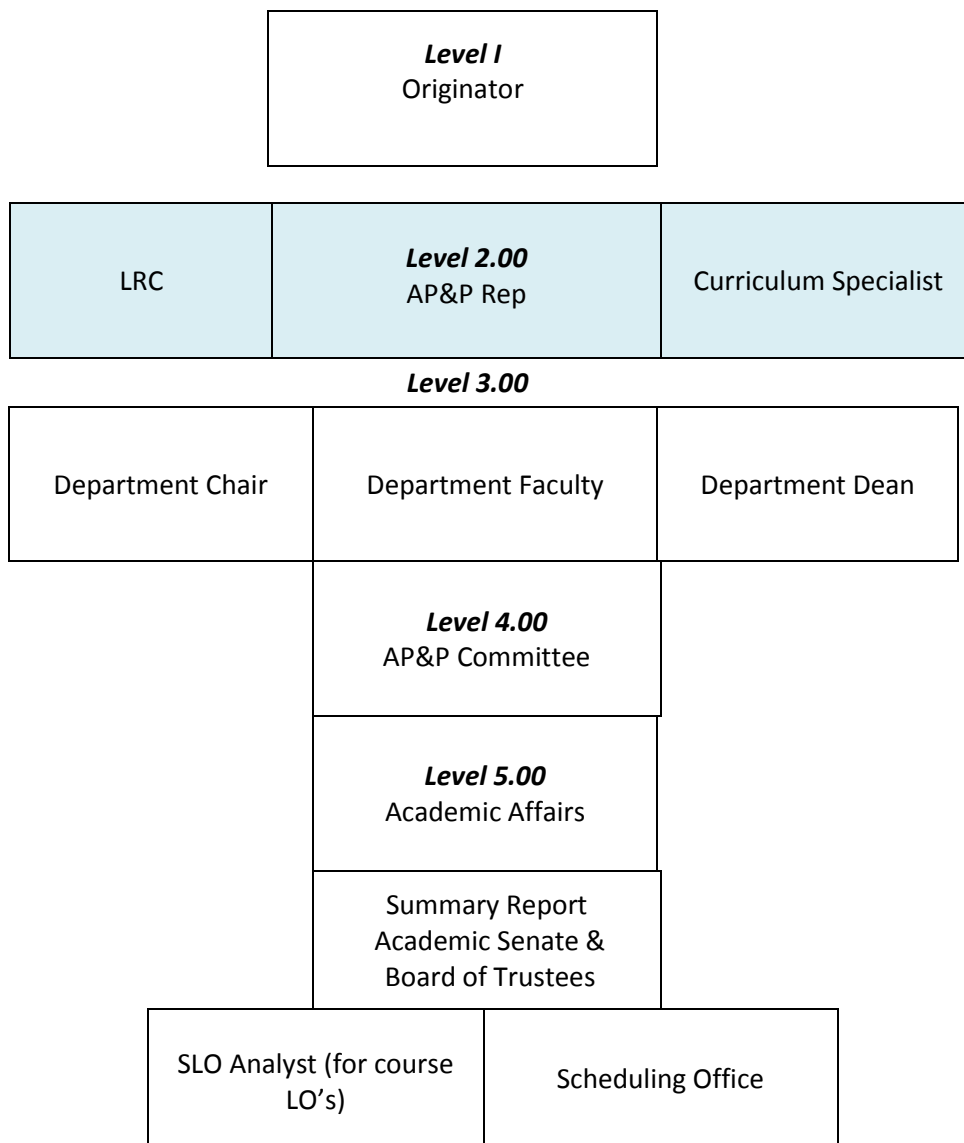 Level I
Originator
LRC
Level 2.00
AP&P Rep
Curriculum Specialist
Level 3.00
Department Chair
Department Faculty
Department Dean
Level 4.00
AP&P Committee
Level 5.00
Academic Affairs
Summary Report
Academic Senate &
Board of Trustees
SLO Analyst (for course
LO’s)
Scheduling Office